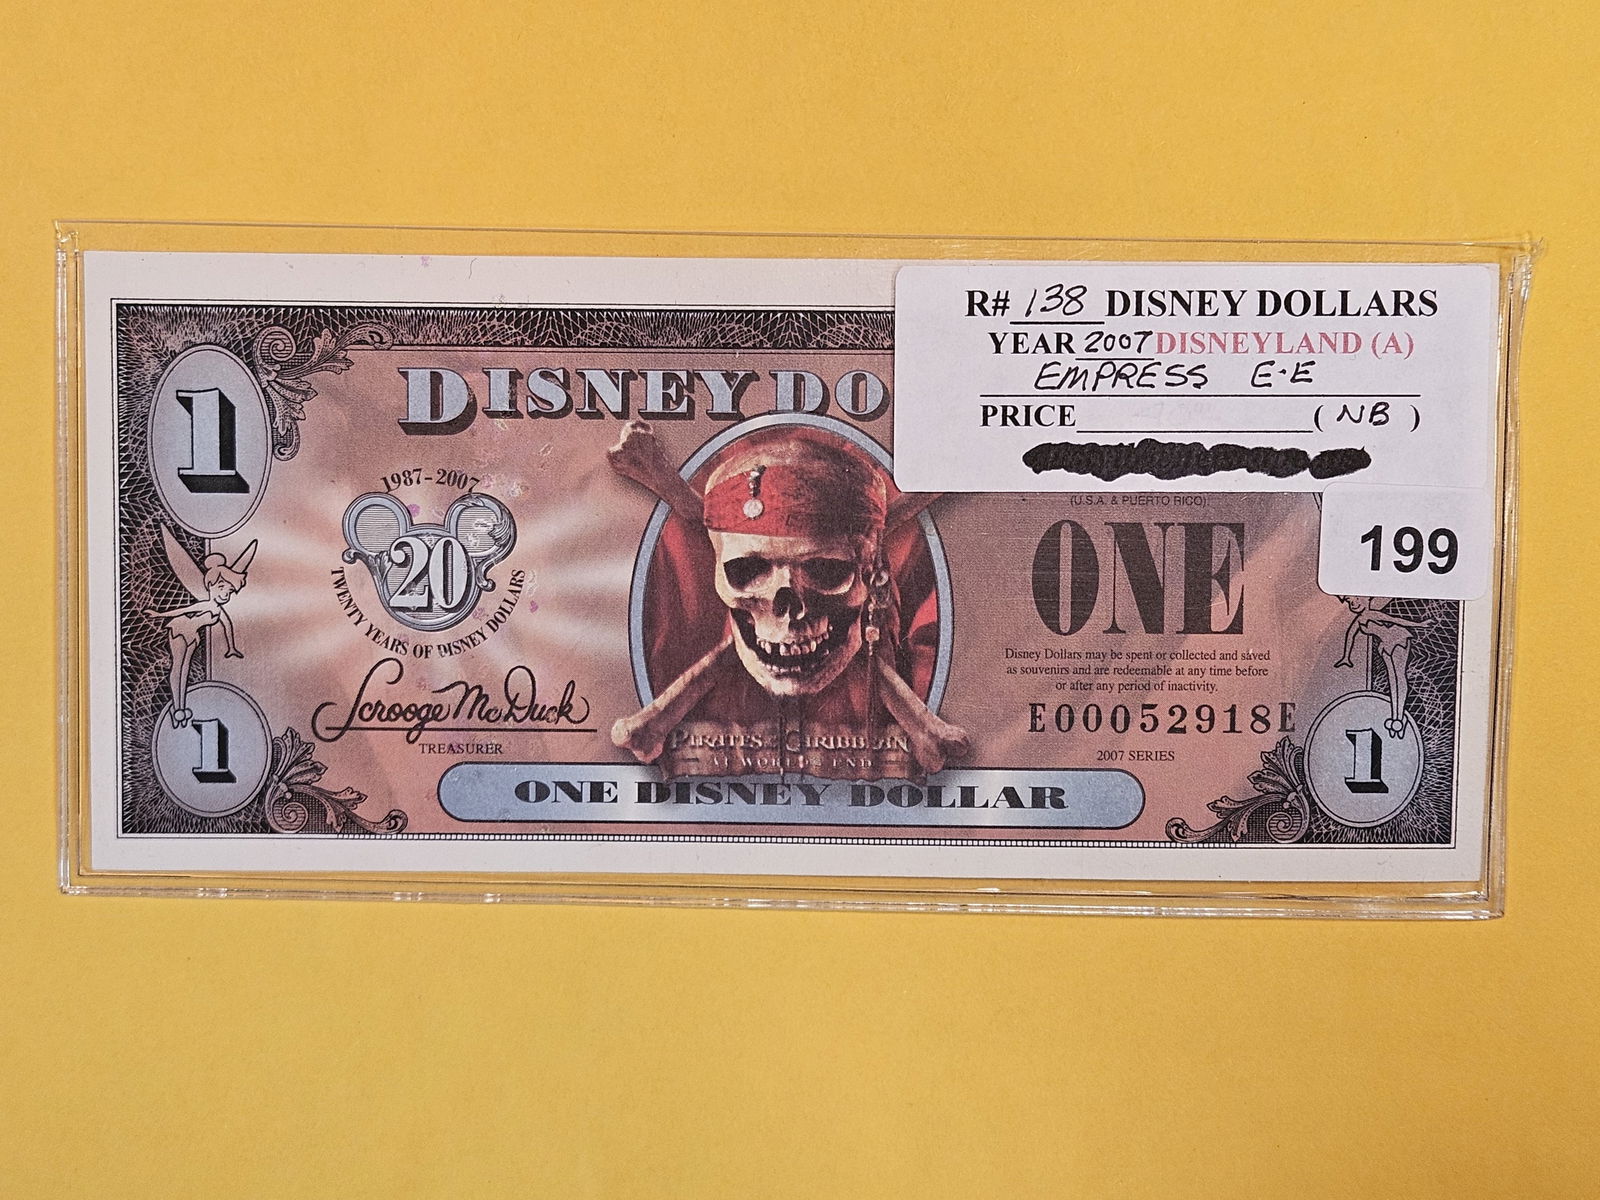 R# 138 DISNEY DOLLARS
YEAR 2007 DISNEYLAND (A)
EMPRESS E-E
PRICE ( NB )
199
1
DISNEY DO
1987-2007
20
TWENTY YEARS OF DISNEY DOLLARS
Scrooge McDuck
TREASURER
1
PIRATES of the CARIBBEAN
AT WORLD'S END
ONE DISNEY DOLLAR
(U.S.A. & PUERTO RICO)
ONE
Disney Dollars may be spent or collected and saved
as souvenirs and are redeemable at any time before
or after any period of inactivity.
E00052918E
2007 SERIES
1